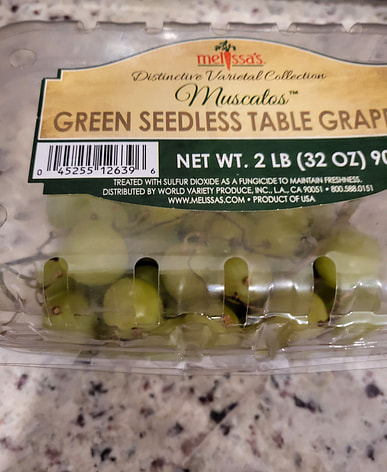 melissa's.
Distinctive Varietal Collection
Muscatos™
GREEN SEEDLESS TABLE GRAP
NET WT. 2 LB (32 OZ) 90
0 45255 12639 6
TREATED WITH SULFUR DIOXIDE AS A FUNGICIDE TO MAINTAIN FRESHNESS.
DISTRIBUTED BY WORLD VARIETY PRODUCE, INC., L.A., CA 90051 • 800.588.0151
WWW.MELISSAS.COM • PRODUCT OF USA